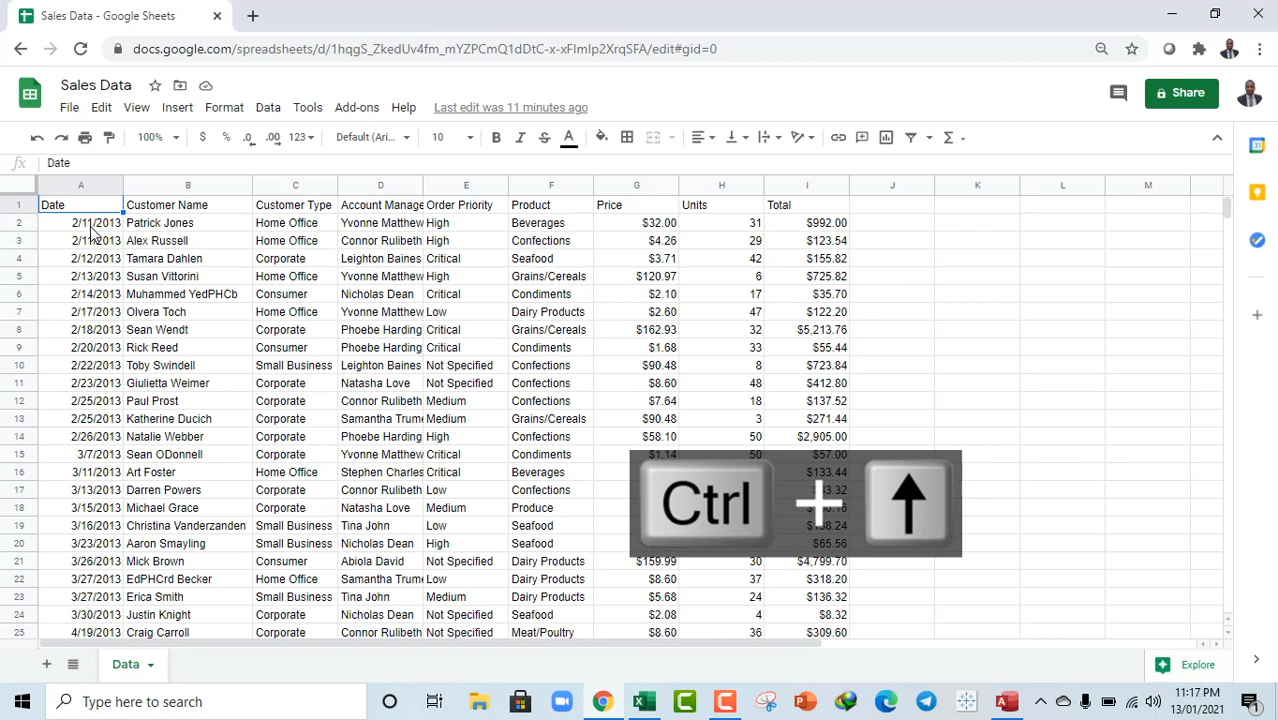 Sales Data - Google Sheets
docs.google.com/spreadsheets/d/1hqgS_ZkedUv4fm_mYZPCmQ1dDtC-x-xFImIp2XrqSFA/edit#gid=0
Sales Data
File Edit View Insert Format Data Tools Add-ons Help Last edit was 11 minutes ago
Share
100% $ % .0 .00 123 Default (Ari... 10 B I S A
fx Date
A B C D E F G H I J K L M
1 Date Customer Name Customer Type Account Manage Order Priority Product Price Units Total
2 2/11/2013 Patrick Jones Home Office Yvonne Matthew High Beverages $32.00 31 $992.00
3 2/11/2013 Alex Russell Home Office Connor Rulibeth High Confections $4.26 29 $123.54
4 2/12/2013 Tamara Dahlen Corporate Leighton Baines Critical Seafood $3.71 42 $155.82
5 2/13/2013 Susan Vittorini Home Office Yvonne Matthew High Grains/Cereals $120.97 6 $725.82
6 2/14/2013 Muhammed YedPHCb Consumer Nicholas Dean Critical Condiments $2.10 17 $35.70
7 2/17/2013 Olvera Toch Home Office Yvonne Matthew Low Dairy Products $2.60 47 $122.20
8 2/18/2013 Sean Wendt Corporate Phoebe Harding Critical Grains/Cereals $162.93 32 $5,213.76
9 2/20/2013 Rick Reed Consumer Phoebe Harding Critical Condiments $1.68 33 $55.44
10 2/22/2013 Toby Swindell Small Business Leighton Baines Not Specified Confections $90.48 8 $723.84
11 2/23/2013 Giulietta Weimer Corporate Natasha Love Not Specified Confections $8.60 48 $412.80
12 2/25/2013 Paul Prost Corporate Connor Rulibeth Medium Confections $7.64 18 $137.52
13 2/25/2013 Katherine Ducich Corporate Samantha Trume Medium Grains/Cereals $90.48 3 $271.44
14 2/26/2013 Natalie Webber Corporate Phoebe Harding High Confections $58.10 50 $2,905.00
15 3/7/2013 Sean ODonnell Corporate Yvonne Matthew Critical Condiments $1.14 50 $57.00
16 3/11/2013 Art Foster Home Office Stephen Charles Critical Beverages $133.44
17 3/13/2013 Darren Powers Corporate Connor Rulibeth Low Confections
18 3/15/2013 Michael Grace Corporate Connor Rulibeth Medium Produce
19 3/16/2013 Christina Vanderzanden Small Business Tina John Low Seafood
20 3/23/2013 Aaron Smayling Small Business Nicholas Dean High Seafood $65.56
21 3/26/2013 Mick Brown Consumer Abiola David Critical Dairy Products $159.99 30 $4,799.70
22 3/27/2013 EdPHCrd Becker Home Office Samantha Trume Low Dairy Products $8.60 37 $318.20
23 3/27/2013 Erica Smith Small Business Tina John Medium Dairy Products $5.68 24 $136.32
24 3/30/2013 Justin Knight Corporate Nicholas Dean Not Specified Seafood $2.08 4 $8.32
25 4/19/2013 Craig Carroll Corporate Connor Rulibeth Not Specified Meat/Poultry $8.60 36 $309.60
Ctrl +
Data
Explore
Type here to search
11:17 PM
13/01/2021